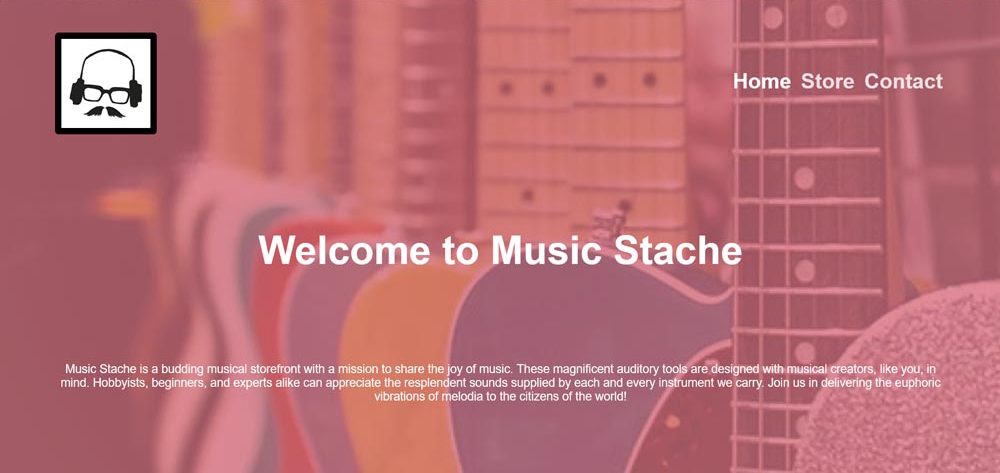 Home Store Contact
Welcome to Music Stache
Music Stache is a budding musical storefront with a mission to share the joy of music. These magnificent auditory tools are designed with musical creators, like you, in
mind. Hobbyists, beginners, and experts alike can appreciate the resplendent sounds supplied by each and every instrument we carry. Join us in delivering the euphoric
vibrations of melodia to the citizens of the world!